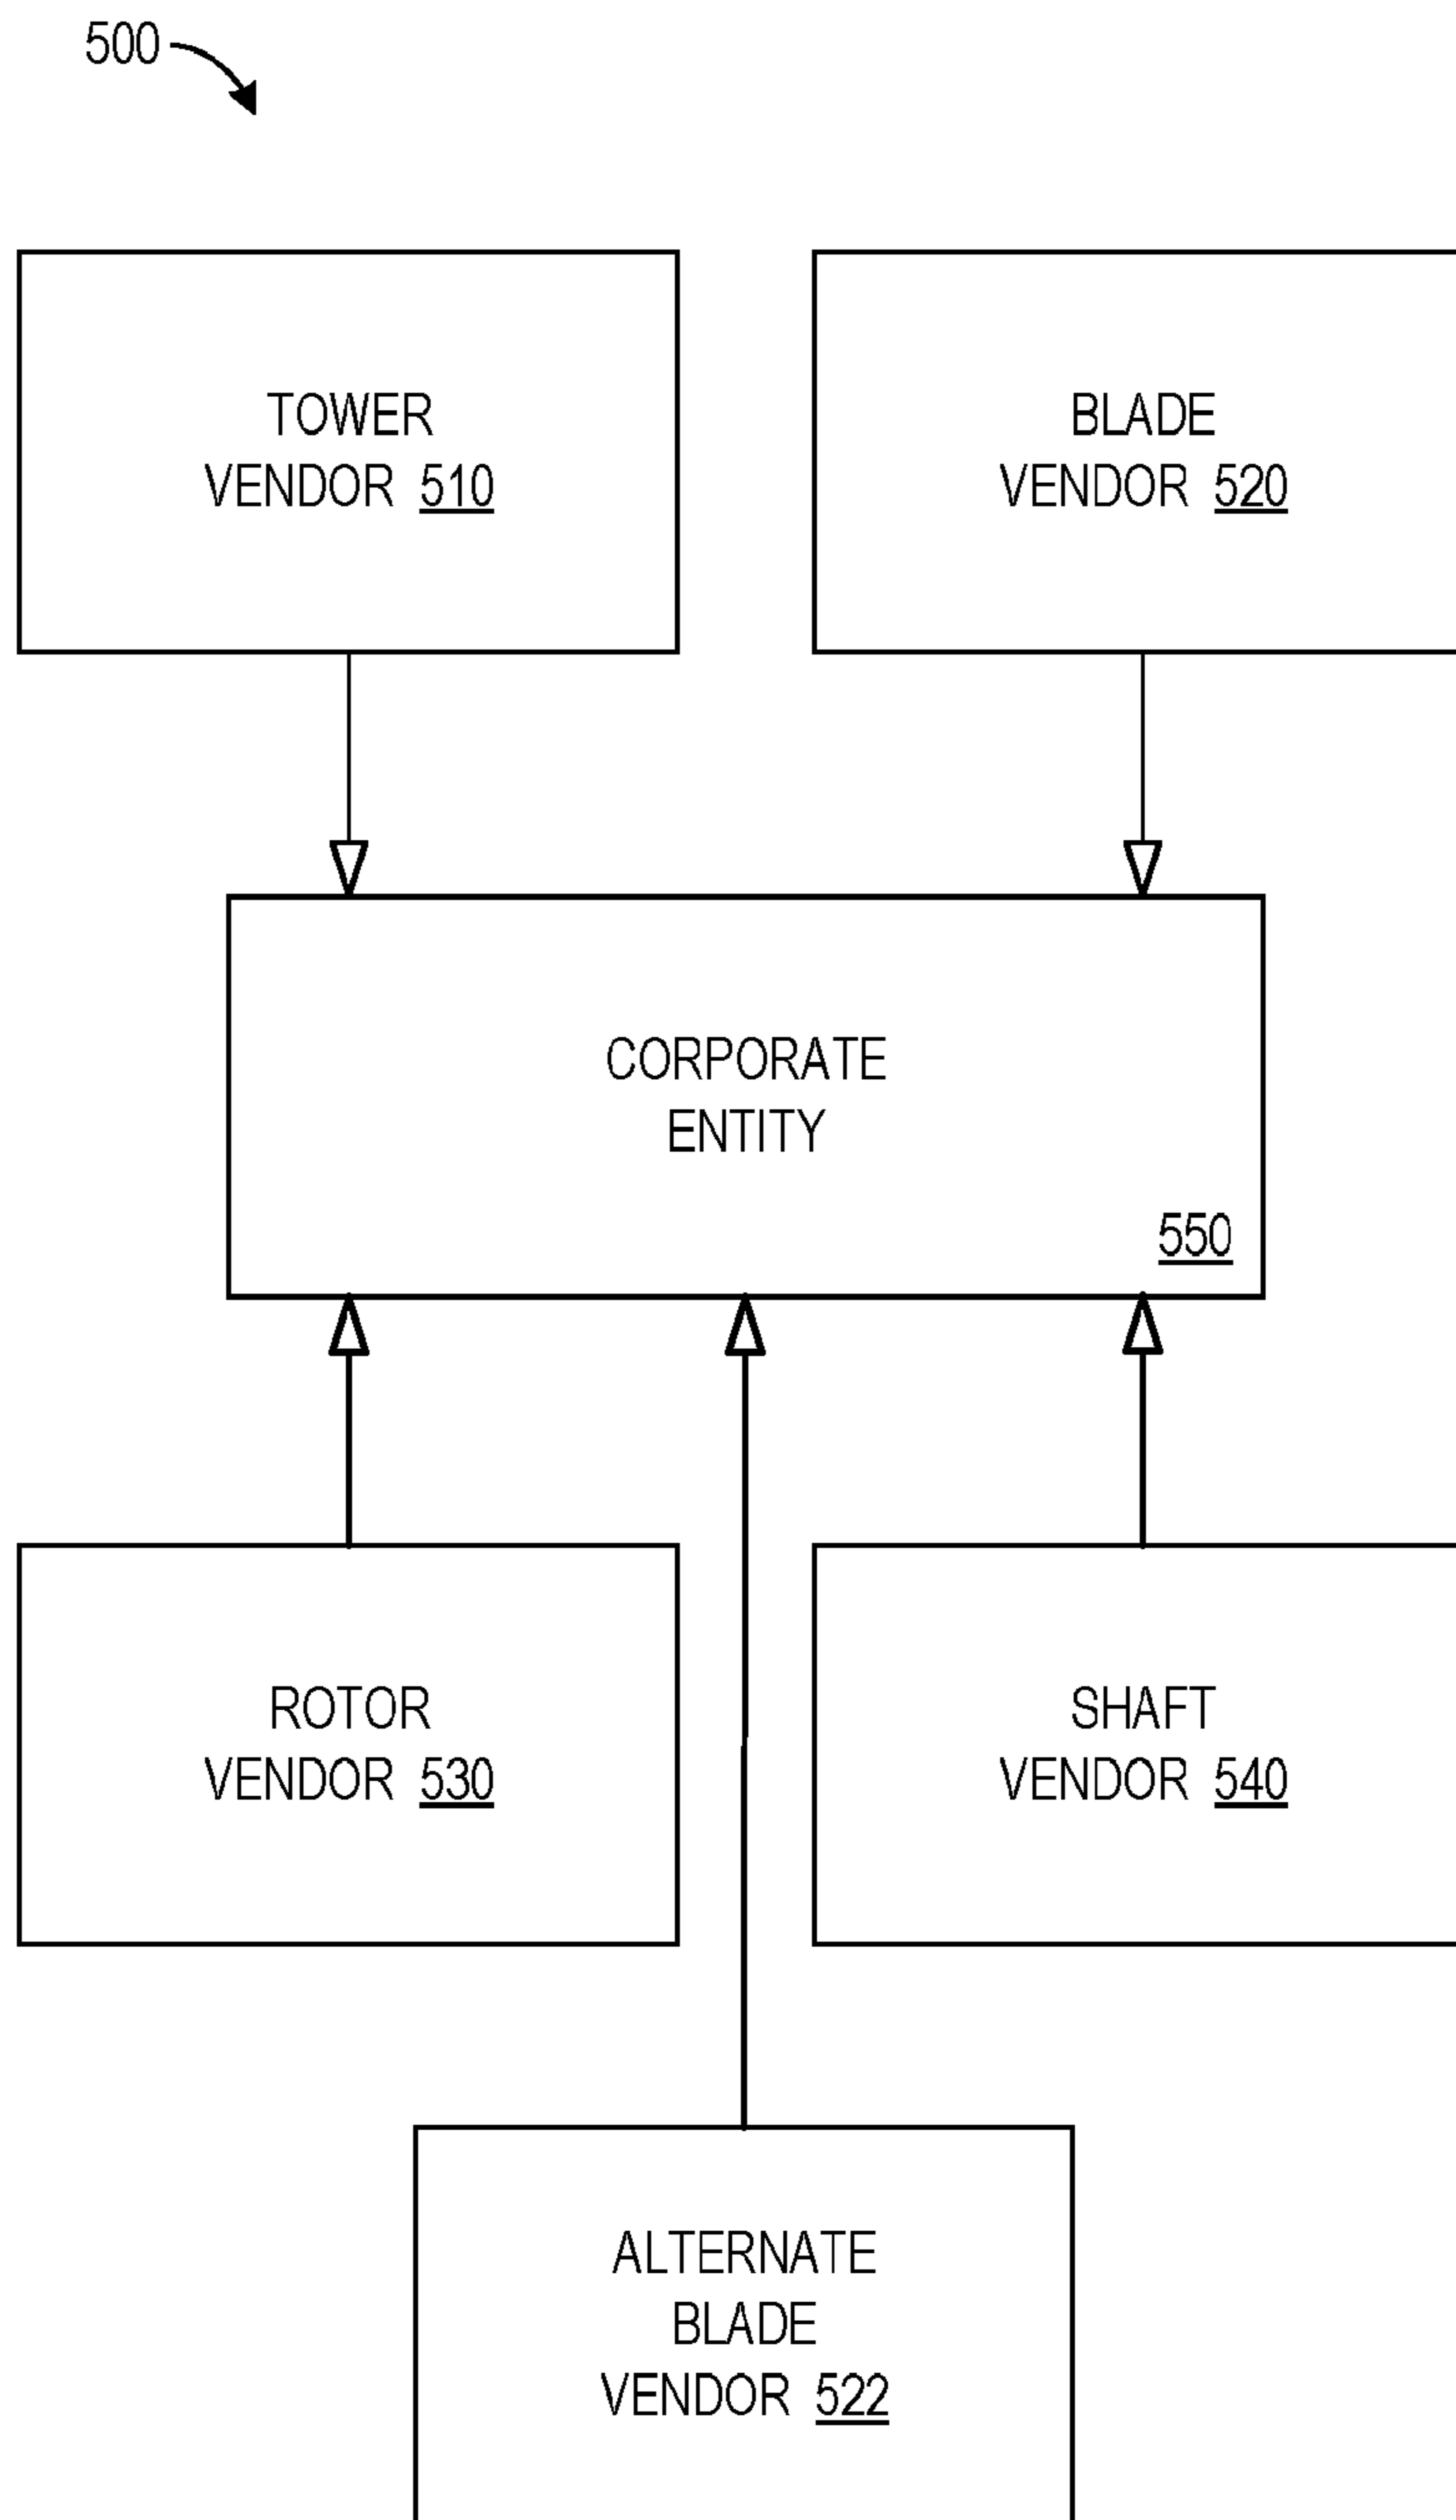 500
TOWER
VENDOR 510
BLADE
VENDOR 520
CORPORATE
ENTITY
550
ROTOR
VENDOR 530
SHAFT
VENDOR 540
ALTERNATE
BLADE
VENDOR 522